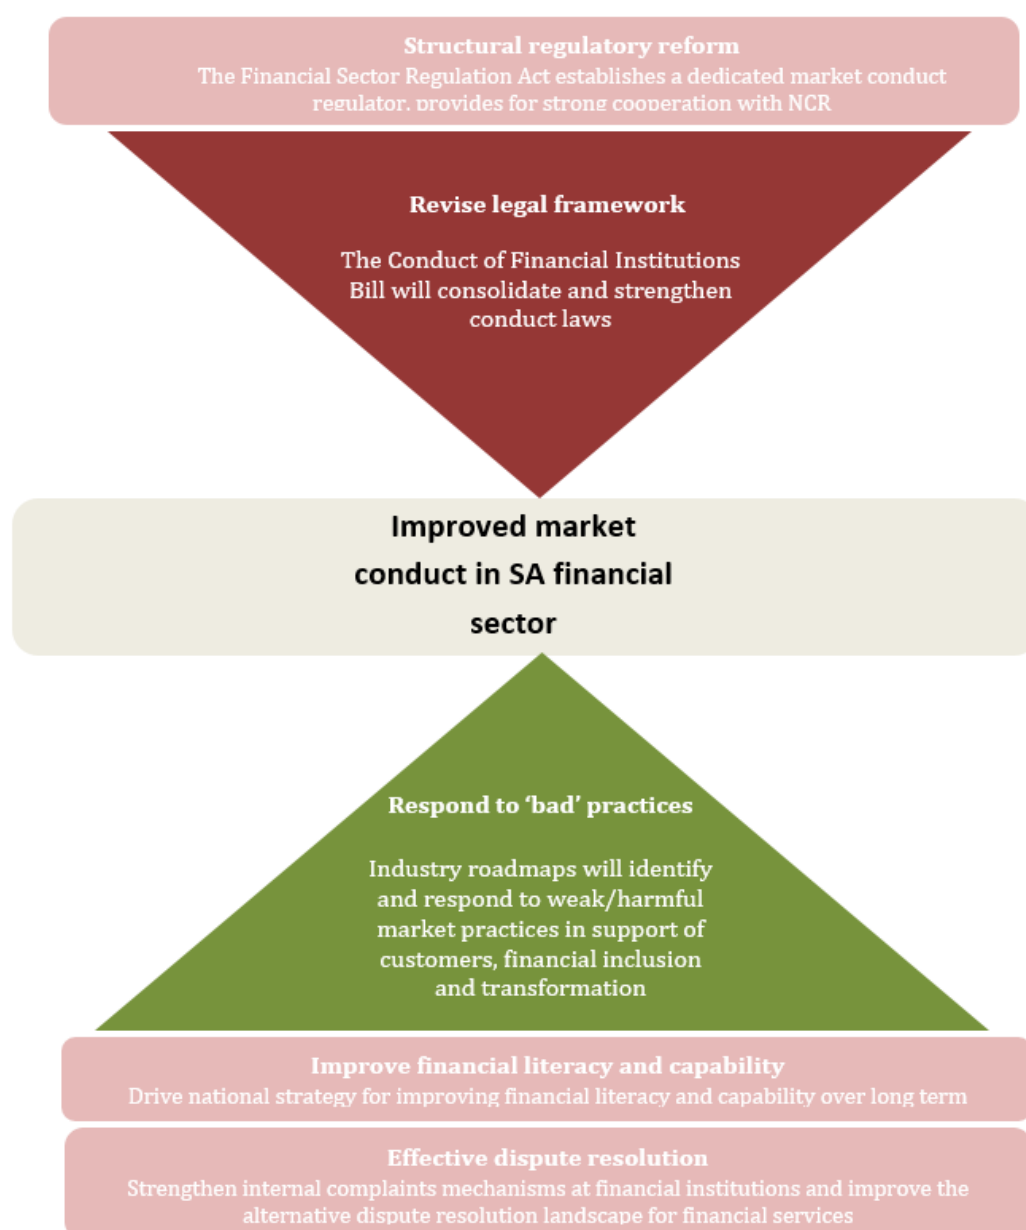 Structural regulatory reform
The Financial Sector Regulation Act establishes a dedicated market conduct
regulator, provides for strong cooperation with NCR
Revise legal framework
The Conduct of Financial Institutions
Bill will consolidate and strengthen
conduct laws
Improved market
conduct in SA financial
sector
Respond to ‘bad’ practices
Industry roadmaps will identify
and respond to weak/harmful
market practices in support of
customers, financial inclusion
and transformation
Improve financial literacy and capability
Drive national strategy for improving financial literacy and capability over long term
Effective dispute resolution
Strengthen internal complaints mechanisms at financial institutions and improve the
alternative dispute resolution landscape for financial services